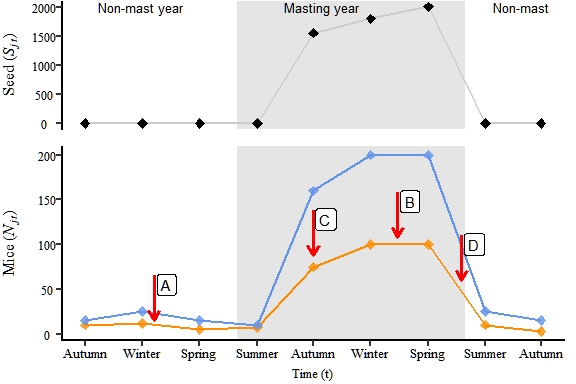 Non-mast year Masting year Non-mast
2000
1500
1000
500
0
Seed (Sjt)
200
150
100
50
0
Mice (Njt)
A
C
B
D
Autumn Winter Spring Summer Autumn Winter Spring Summer Autumn
Time (t)